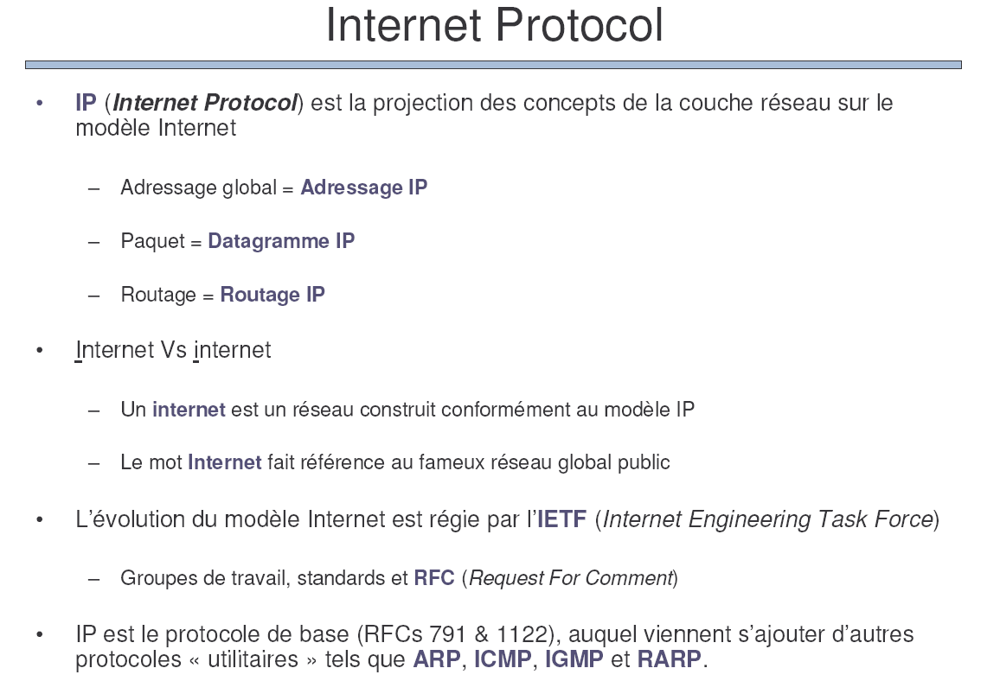 Internet Protocol
• IP (Internet Protocol) est la projection des concepts de la couche réseau sur le
modèle Internet
– Adressage global = Adressage IP
– Paquet = Datagramme IP
– Routage = Routage IP
• Internet Vs internet
– Un internet est un réseau construit conformément au modèle IP
– Le mot Internet fait référence au fameux réseau global public
• L’évolution du modèle Internet est régie par l’IETF (Internet Engineering Task Force)
– Groupes de travail, standards et RFC (Request For Comment)
• IP est le protocole de base (RFCs 791 & 1122), auquel viennent s’ajouter d’autres
protocoles « utilitaires » tels que ARP, ICMP, IGMP et RARP.